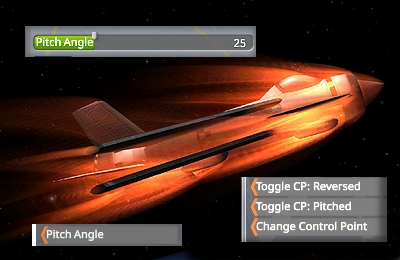 Pitch Angle 25
Toggle CP: Reversed
Toggle CP: Pitched
Change Control Point
Pitch Angle